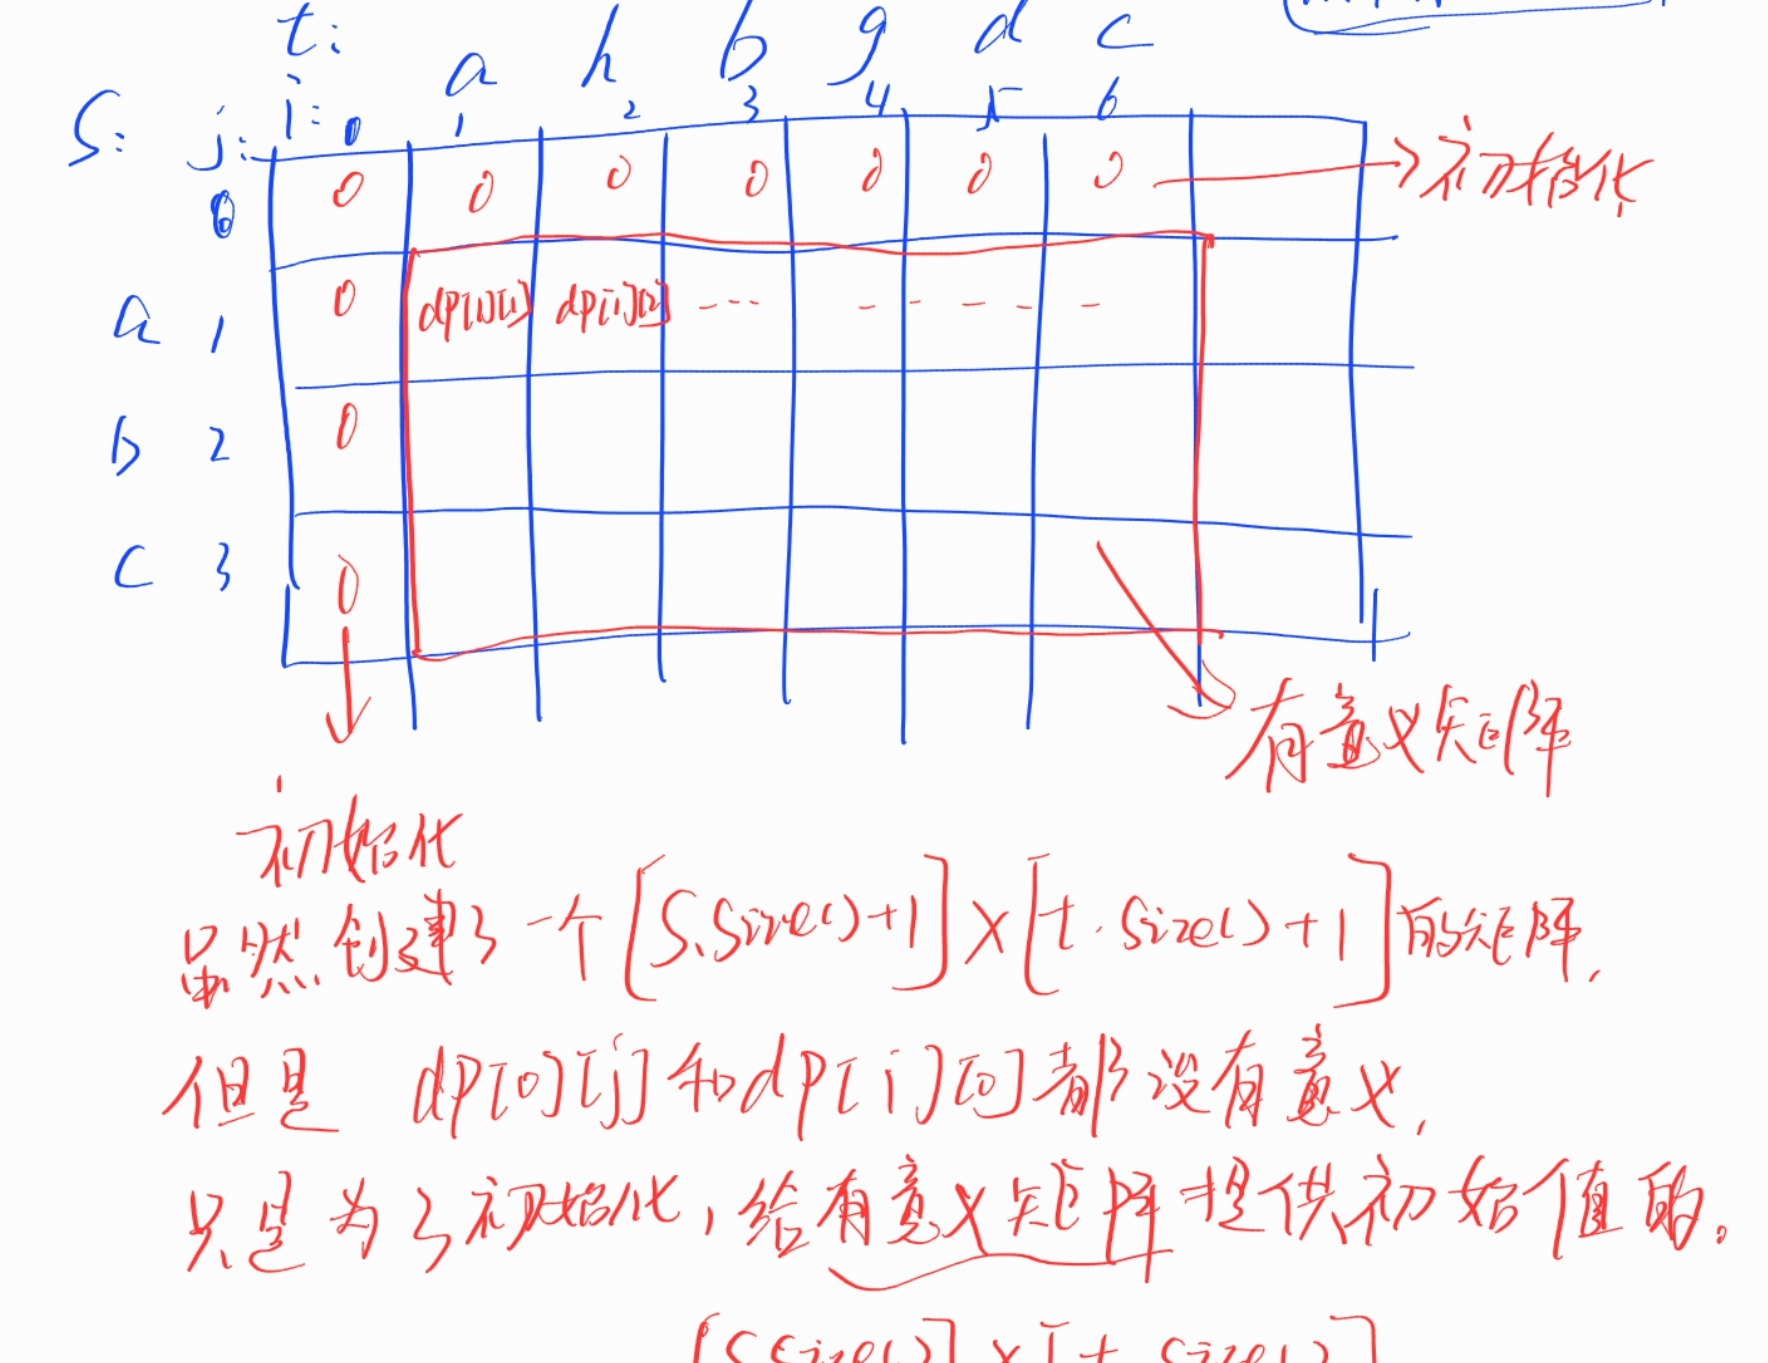 t:
a h b g d c
S: j: i: 0 1 2 3 4 5 6
0 0 0 0 0 0 0 0 → 初始化
a 1 0 dp[1][1] dp[1][2] --- - - - - -
b 2 0
c 3 0
有意义矩阵
初始化
虽然创建了一个[S.size()+1]×[t.size()+1]的矩阵,
但是 dp[0][j]和dp[i][0]都没有意义,
只是为了初始化,给有意义矩阵提供初始值的。
[S.size()]×[t.size()]